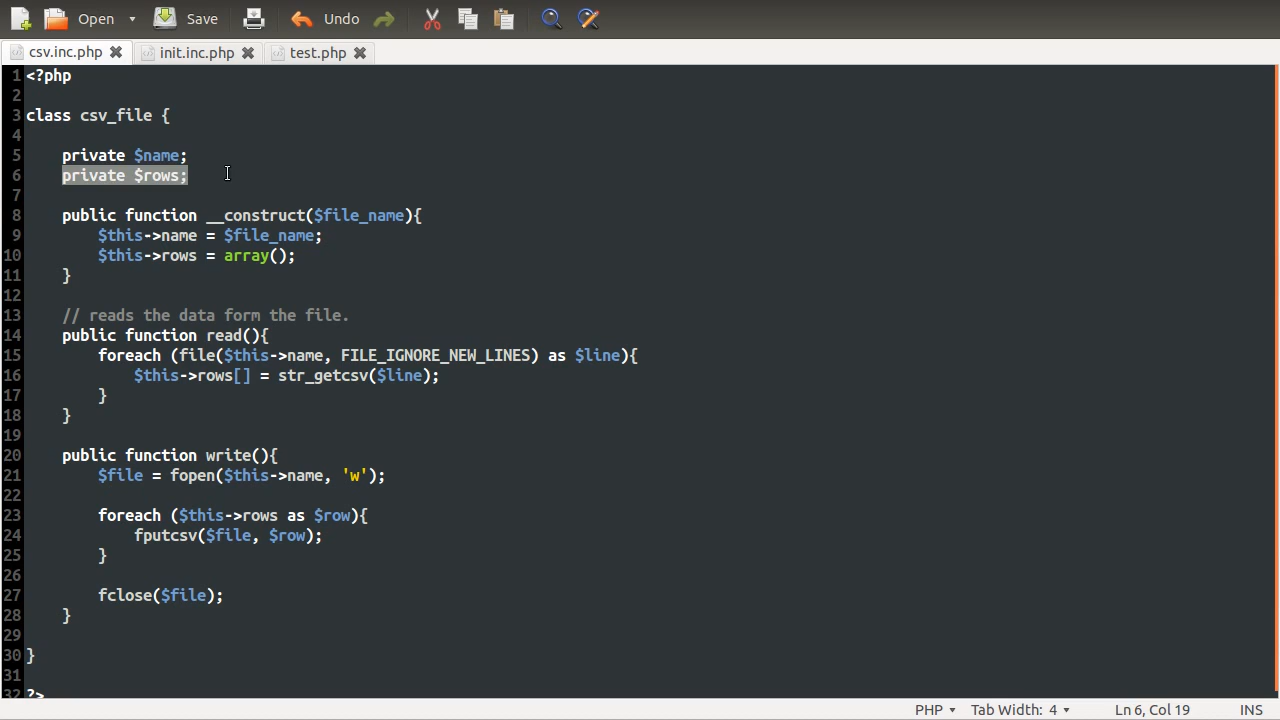 Open Save Undo
csv.inc.php init.inc.php test.php
1 <?php
2
3 class csv_file {
4
5 private $name;
6 private $rows;
7
8 public function __construct($file_name){
9 $this->name = $file_name;
10 $this->rows = array();
11 }
12
13 // reads the data form the file.
14 public function read(){
15 foreach (file($this->name, FILE_IGNORE_NEW_LINES) as $line){
16 $this->rows[] = str_getcsv($line);
17 }
18 }
19
20 public function write(){
21 $file = fopen($this->name, 'w');
22
23 foreach ($this->rows as $row){
24 fputcsv($file, $row);
25 }
26
27 fclose($file);
28 }
29
30 }
31
32 ?>
PHP Tab Width: 4 Ln 6, Col 19 INS